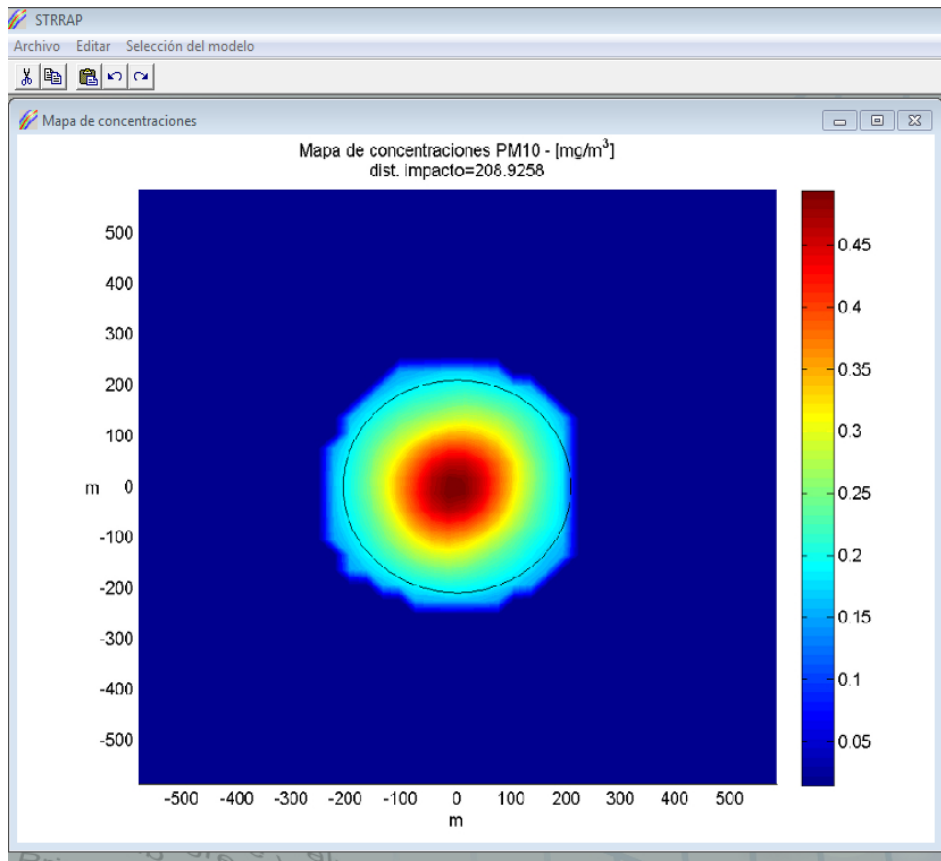 STRRAP
Archivo Editar Selección del modelo
Mapa de concentraciones
Mapa de concentraciones PM10 - [mg/m³]
dist. impacto=208.9258
500
400
300
200
100
m 0
-100
-200
-300
-400
-500
-500 -400 -300 -200 -100 0 100 200 300 400 500
m
0.45
0.4
0.35
0.3
0.25
0.2
0.15
0.1
0.05